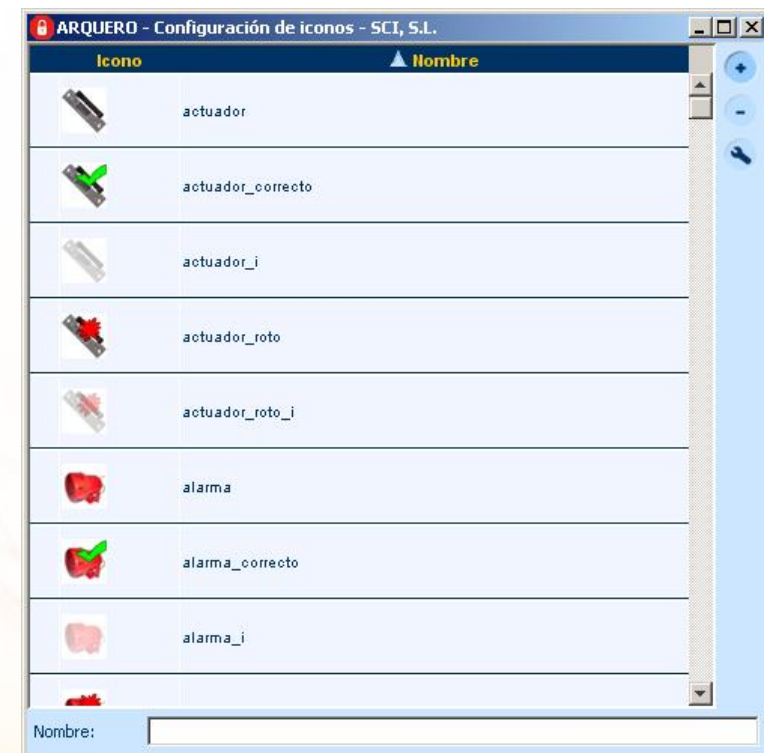 ARQUERO - Configuración de iconos - SCI, S.L.
Icono Nombre
actuador
actuador_correcto
actuador_i
actuador_roto
actuador_roto_i
alarma
alarma_correcto
alarma_i
Nombre: